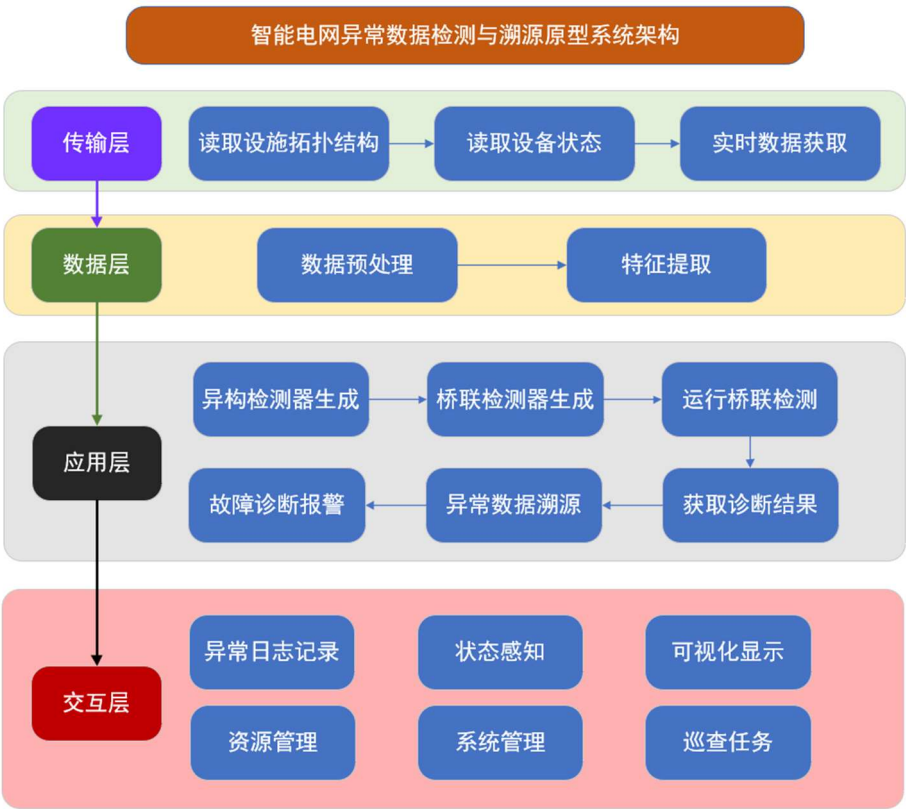 智能电网异常数据检测与溯源原型系统架构
传输层
读取设施拓扑结构
读取设备状态
实时数据获取
数据层
数据预处理
特征提取
应用层
异构检测器生成
桥联检测器生成
运行桥联检测
故障诊断报警
异常数据溯源
获取诊断结果
交互层
异常日志记录
状态感知
可视化显示
资源管理
系统管理
巡查任务